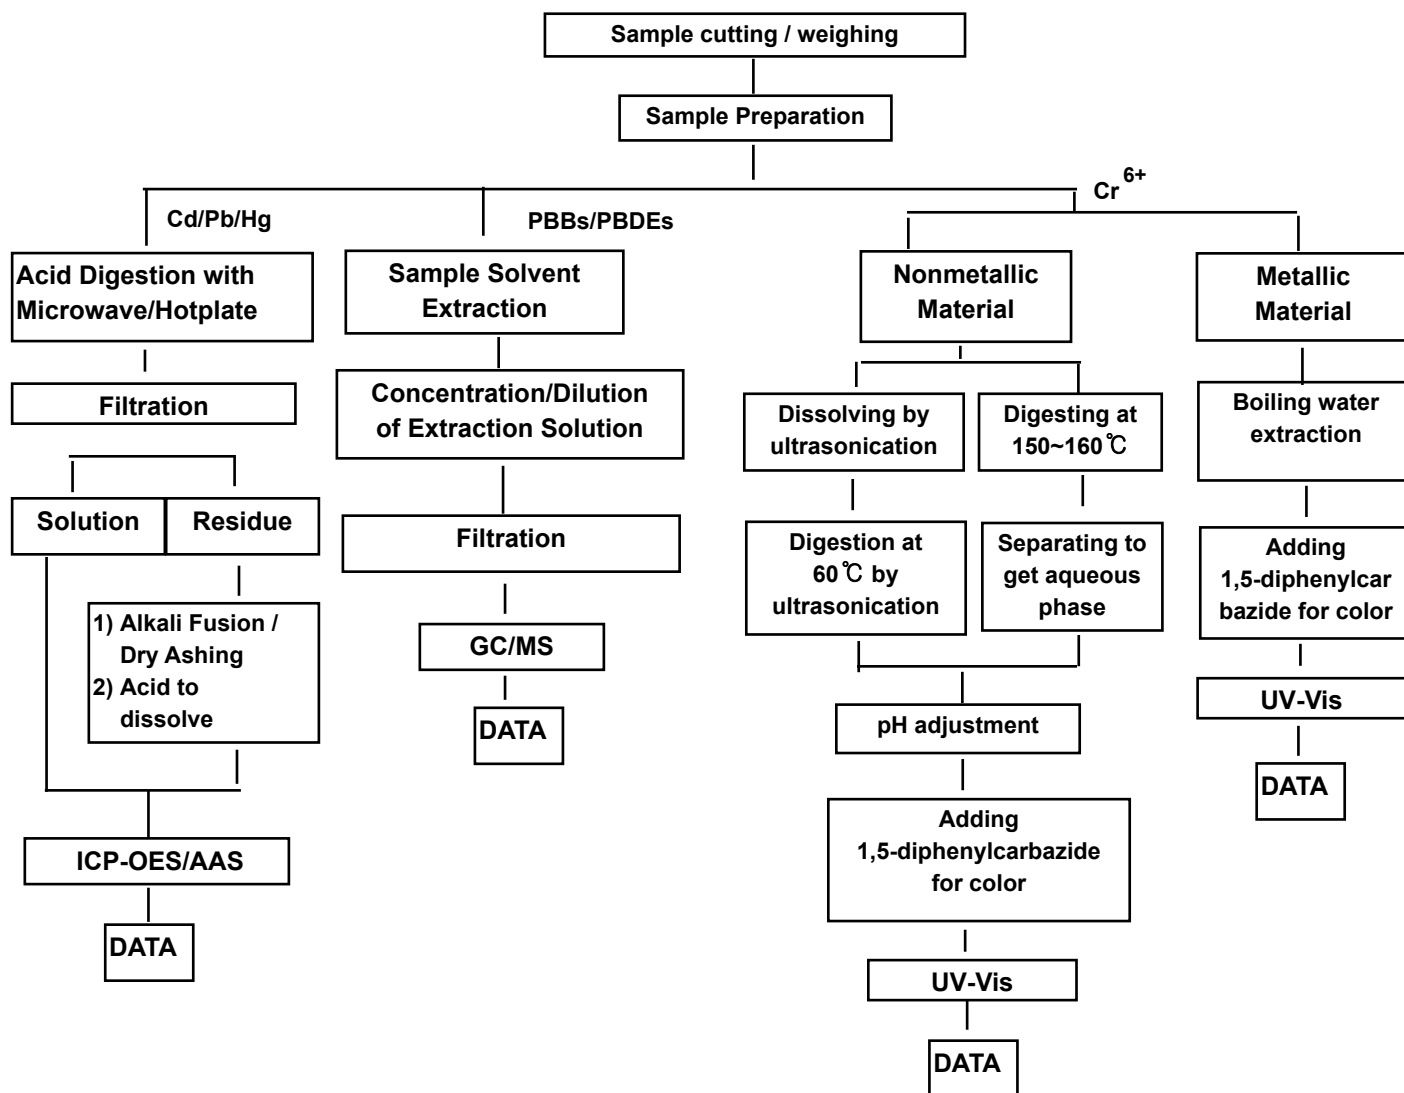 Sample cutting / weighing
Sample Preparation
Cr 6+
Cd/Pb/Hg
PBBs/PBDEs
Acid Digestion with
Microwave/Hotplate
Sample Solvent
Extraction
Nonmetallic
Material
Metallic
Material
Filtration
Concentration/Dilution
of Extraction Solution
Dissolving by
ultrasonication
Digesting at
150~160℃
Boiling water
extraction
Solution
Residue
Filtration
Digestion at
60℃ by
ultrasonication
Separating to
get aqueous
phase
Adding
1,5-diphenylcar
bazide for color
1) Alkali Fusion /
Dry Ashing
2) Acid to
dissolve
GC/MS
DATA
pH adjustment
UV-Vis
DATA
ICP-OES/AAS
DATA
Adding
1,5-diphenylcarbazide
for color
UV-Vis
DATA